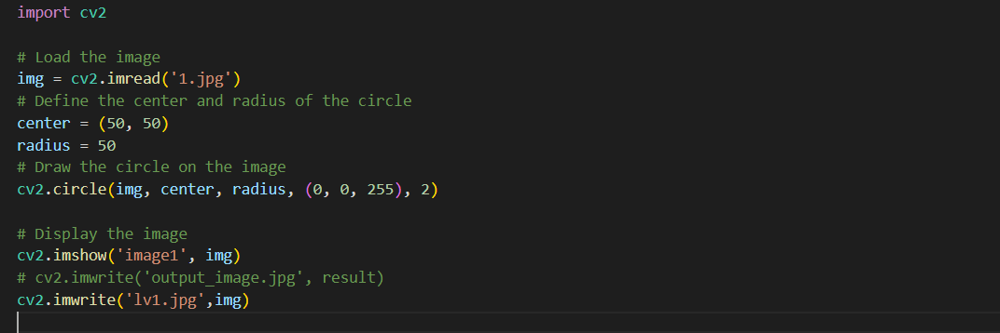 import cv2
# Load the image
img = cv2.imread('1.jpg')
# Define the center and radius of the circle
center = (50, 50)
radius = 50
# Draw the circle on the image
cv2.circle(img, center, radius, (0, 0, 255), 2)
# Display the image
cv2.imshow('image1', img)
# cv2.imwrite('output_image.jpg', result)
cv2.imwrite('lv1.jpg',img)